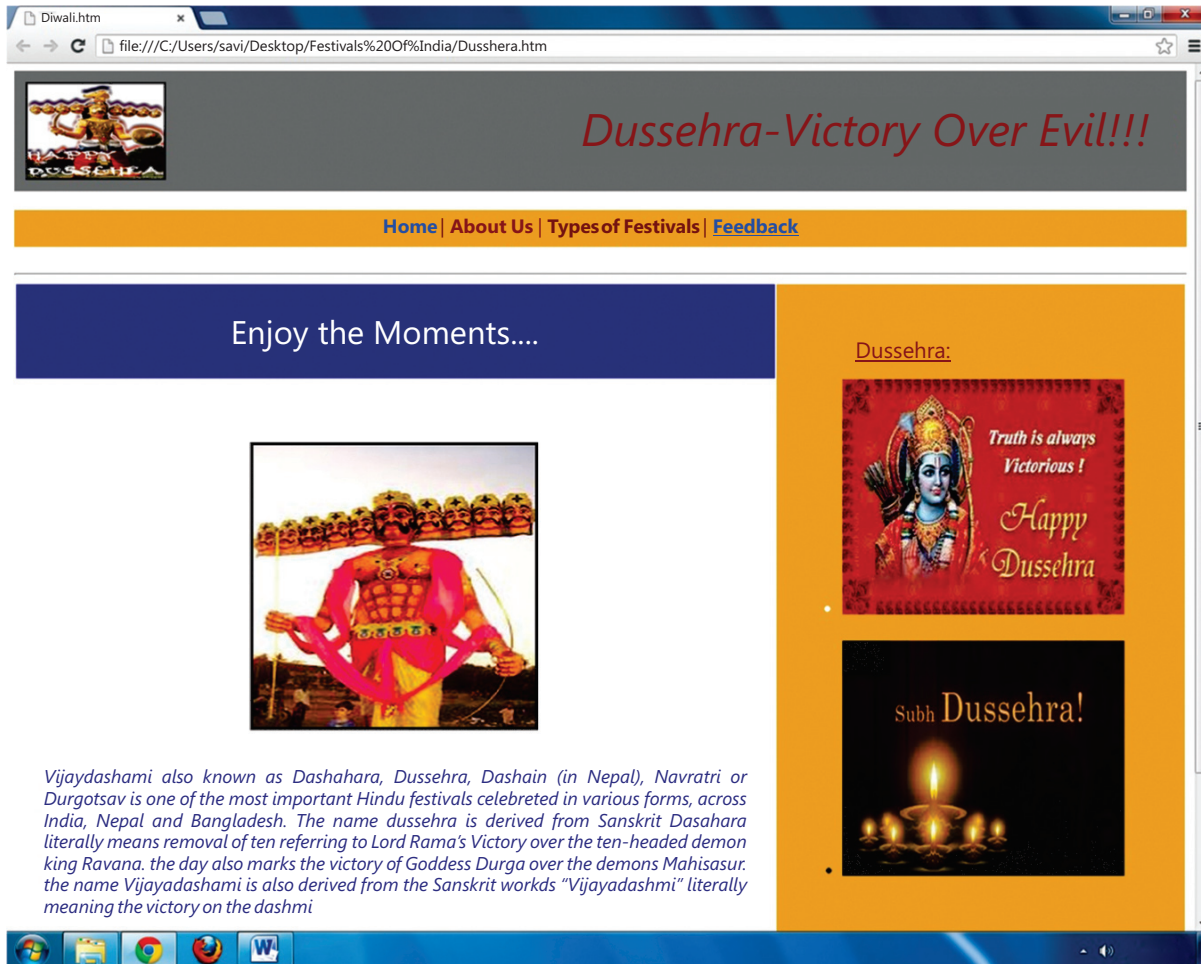 Diwali.htm
file:///C:/Users/savi/Desktop/Festivals%20Of%India/Dusshera.htm
HAPPY
DUSSEHRA
Dussehra-Victory Over Evil!!!
Home | About Us | Types of Festivals | Feedback
Enjoy the Moments....
Vijaydashami also known as Dashahara, Dussehra, Dashain (in Nepal), Navratri or
Durgotsav is one of the most important Hindu festivals celebreted in various forms, across
India, Nepal and Bangladesh. The name dussehra is derived from Sanskrit Dasahara
literally means removal of ten referring to Lord Rama's Victory over the ten-headed demon
king Ravana. the day also marks the victory of Goddess Durga over the demons Mahisasur.
the name Vijayadashami is also derived from the Sanskrit workds “Vijayadashmi” literally
meaning the victory on the dashmi
Dussehra:
Truth is always
Victorious !
Happy
Dussehra
Subh Dussehra!
W